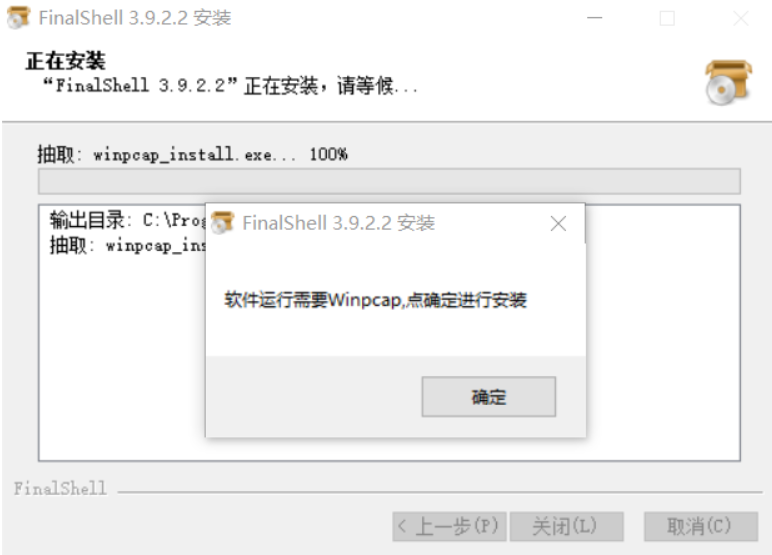 FinalShell 3.9.2.2 安装
正在安装
“FinalShell 3.9.2.2”正在安装，请等候...
抽取: winpcap_install.exe... 100%
输出目录: C:\Prog
抽取: winpcap_ins
FinalShell 3.9.2.2 安装
软件运行需要Winpcap,点确定进行安装
确定
FinalShell
< 上一步(P) 关闭(L) 取消(C)